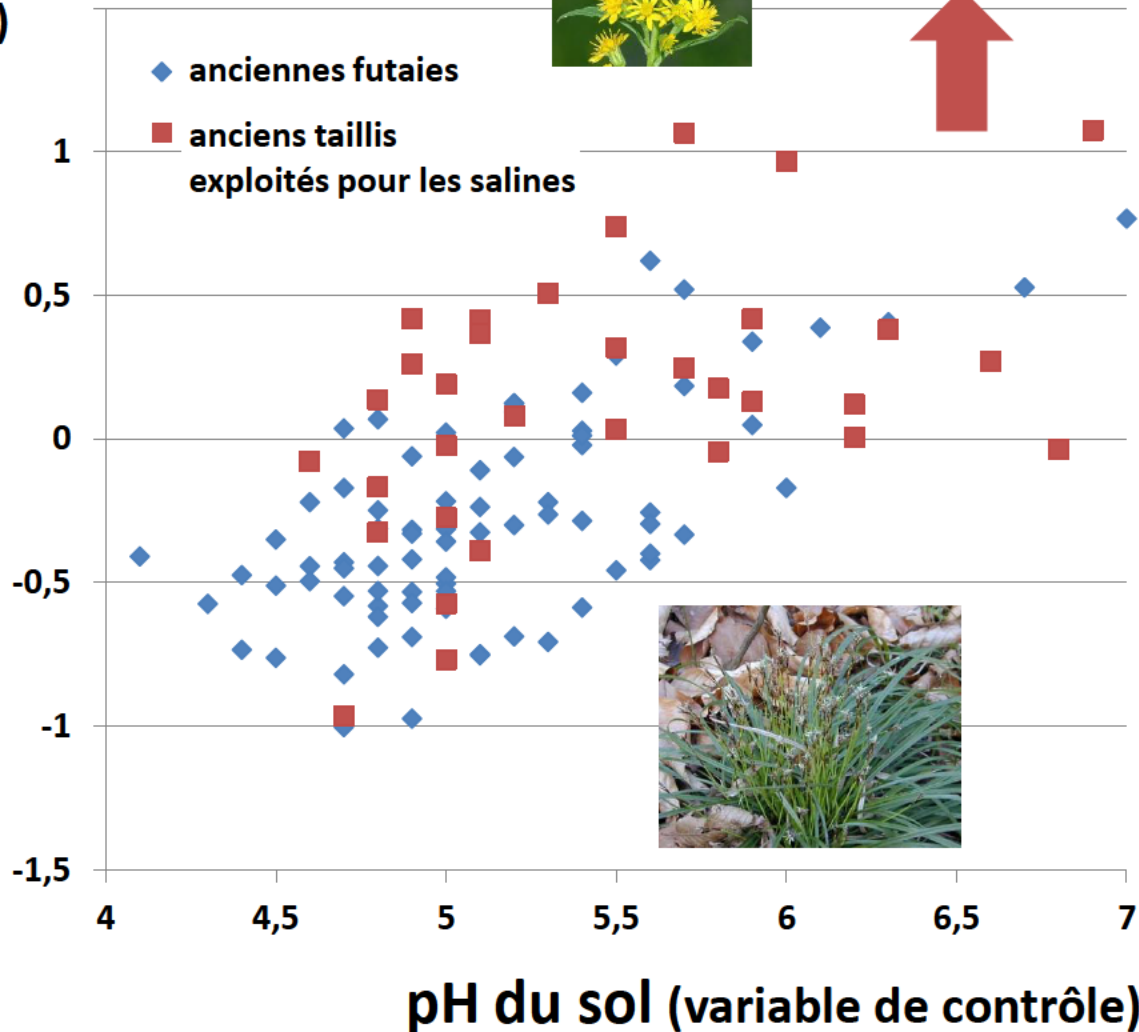 )
anciennes futaies
anciens taillis
exploités pour les salines
1
0,5
0
-0,5
-1
-1,5
4 4,5 5 5,5 6 6,5 7
pH du sol (variable de contrôle)